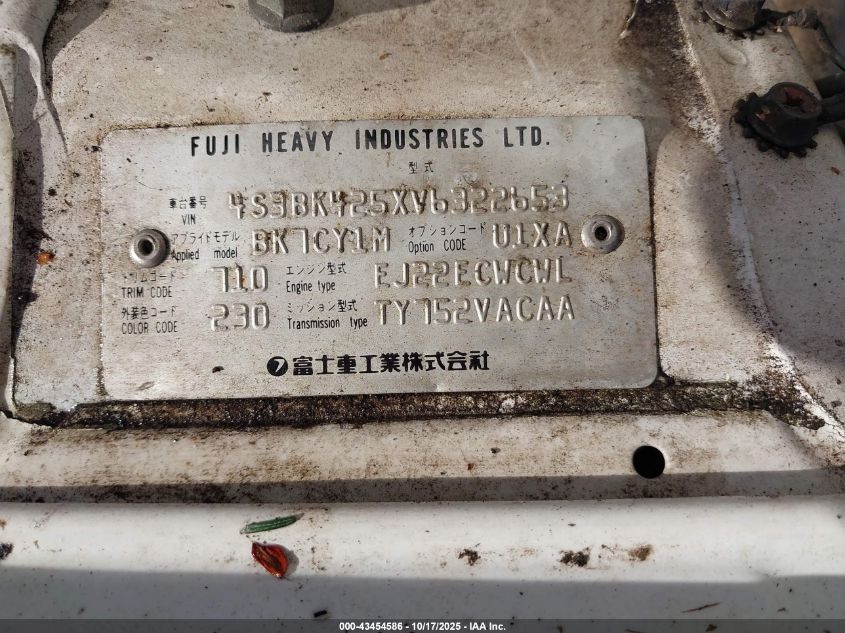 FUJI HEAVY INDUSTRIES LTD.
型式
車台番号 VIN 4S3BK425XV6322653
アプライドモデル Applied model BK7CY1M オプションコード Option CODE U1XA
トリムコード TRIM CODE 710 エンジン型式 Engine type EJ22ECWCWL
外装色コード COLOR CODE 230 ミッション型式 Transmission type TY752VACAA
富士重工業株式会社
000-43454586 - 10/17/2025 - IAA Inc.